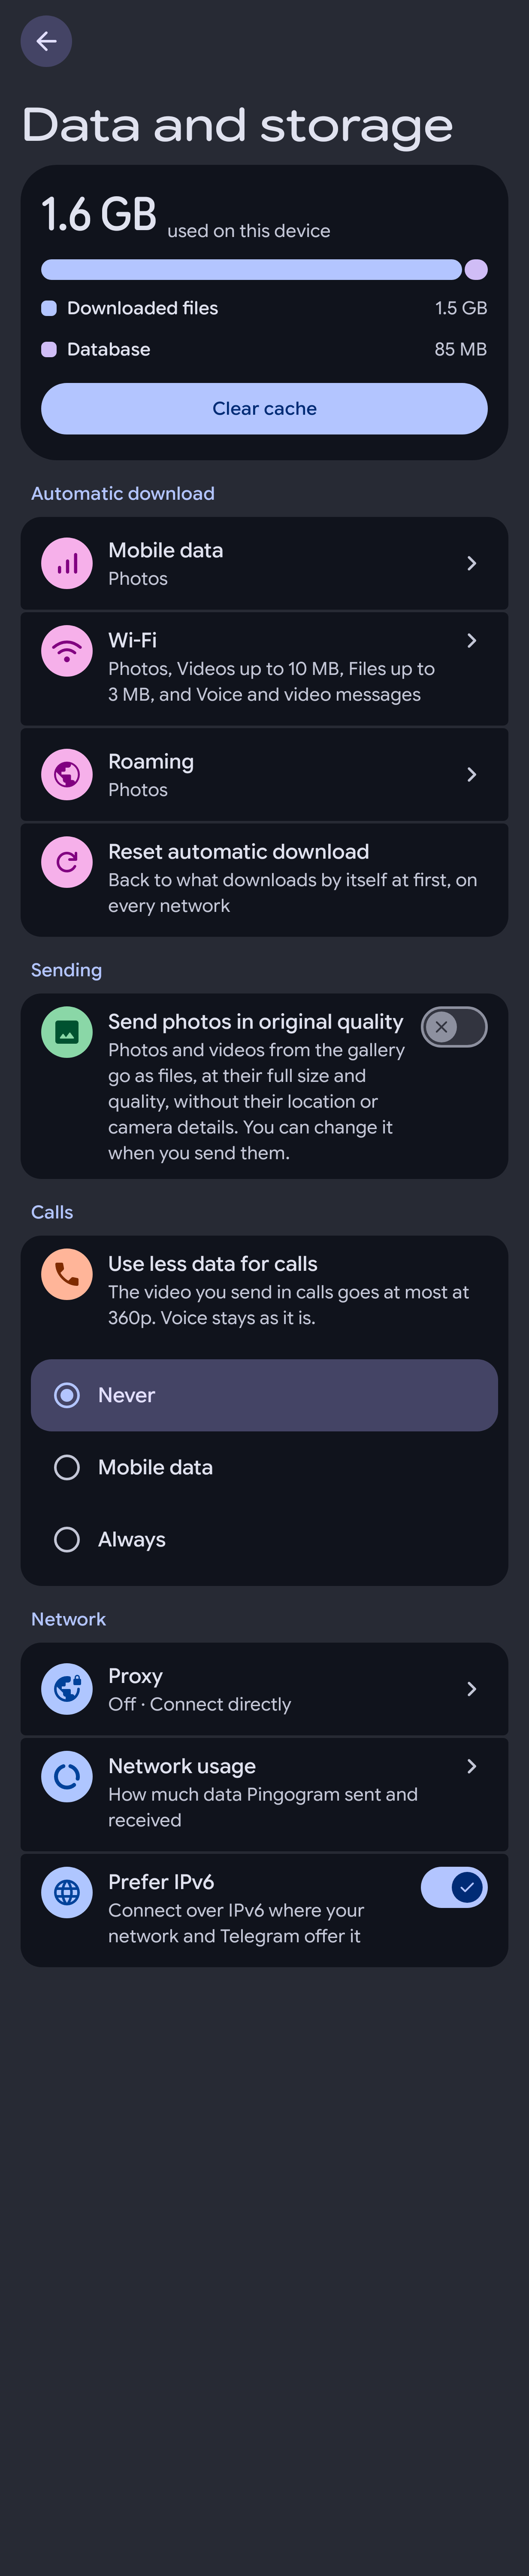 Data and storage
1.6 GB used on this device
Downloaded files 1.5 GB
Database 85 MB
Clear cache
Automatic download
Mobile data
Photos
Wi-Fi
Photos, Videos up to 10 MB, Files up to
3 MB, and Voice and video messages
Roaming
Photos
Reset automatic download
Back to what downloads by itself at first, on
every network
Sending
Send photos in original quality
Photos and videos from the gallery
go as files, at their full size and
quality, without their location or
camera details. You can change it
when you send them.
Calls
Use less data for calls
The video you send in calls goes at most at
360p. Voice stays as it is.
Never
Mobile data
Always
Network
Proxy
Off · Connect directly
Network usage
How much data Pingogram sent and
received
Prefer IPv6
Connect over IPv6 where your
network and Telegram offer it